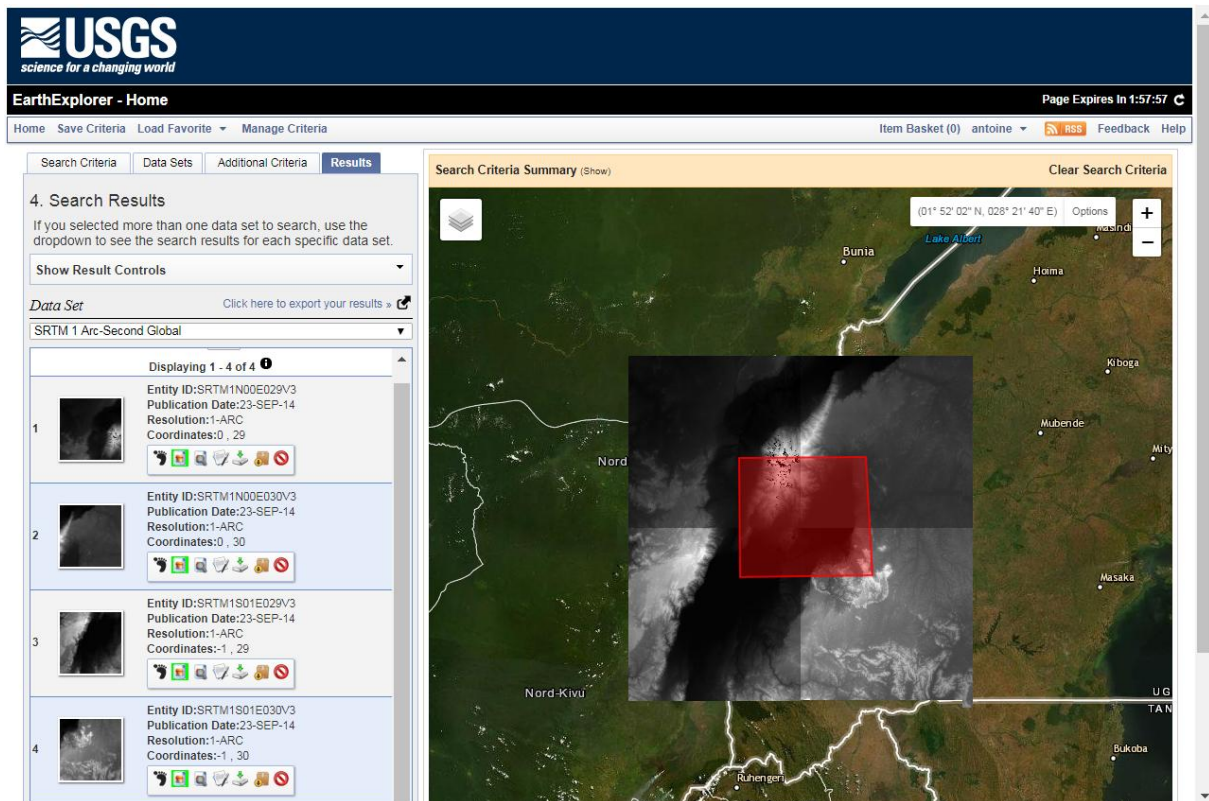 USGS
science for a changing world
EarthExplorer - Home
Page Expires In 1:57:57
Home Save Criteria Load Favorite Manage Criteria
Item Basket (0) antoine RSS Feedback Help
Search Criteria Data Sets Additional Criteria Results
4. Search Results
If you selected more than one data set to search, use the
dropdown to see the search results for each specific data set.
Show Result Controls
Data Set
Click here to export your results »
SRTM 1 Arc-Second Global
Displaying 1 - 4 of 4
1
Entity ID:SRTM1N00E029V3
Publication Date:23-SEP-14
Resolution:1-ARC
Coordinates:0 , 29
2
Entity ID:SRTM1N00E030V3
Publication Date:23-SEP-14
Resolution:1-ARC
Coordinates:0 , 30
3
Entity ID:SRTM1S01E029V3
Publication Date:23-SEP-14
Resolution:1-ARC
Coordinates:-1 , 29
4
Entity ID:SRTM1S01E030V3
Publication Date:23-SEP-14
Resolution:1-ARC
Coordinates:-1 , 30
Search Criteria Summary (Show)
Clear Search Criteria
(01° 52' 02" N, 028° 21' 40" E) Options
+
−
Masindi
Lake Albert
Bunia
Hoima
Kiboga
Mubende
Mity
Nord
Masaka
Nord-Kivu
U G
TAN
Bukoba
Ruhengeri